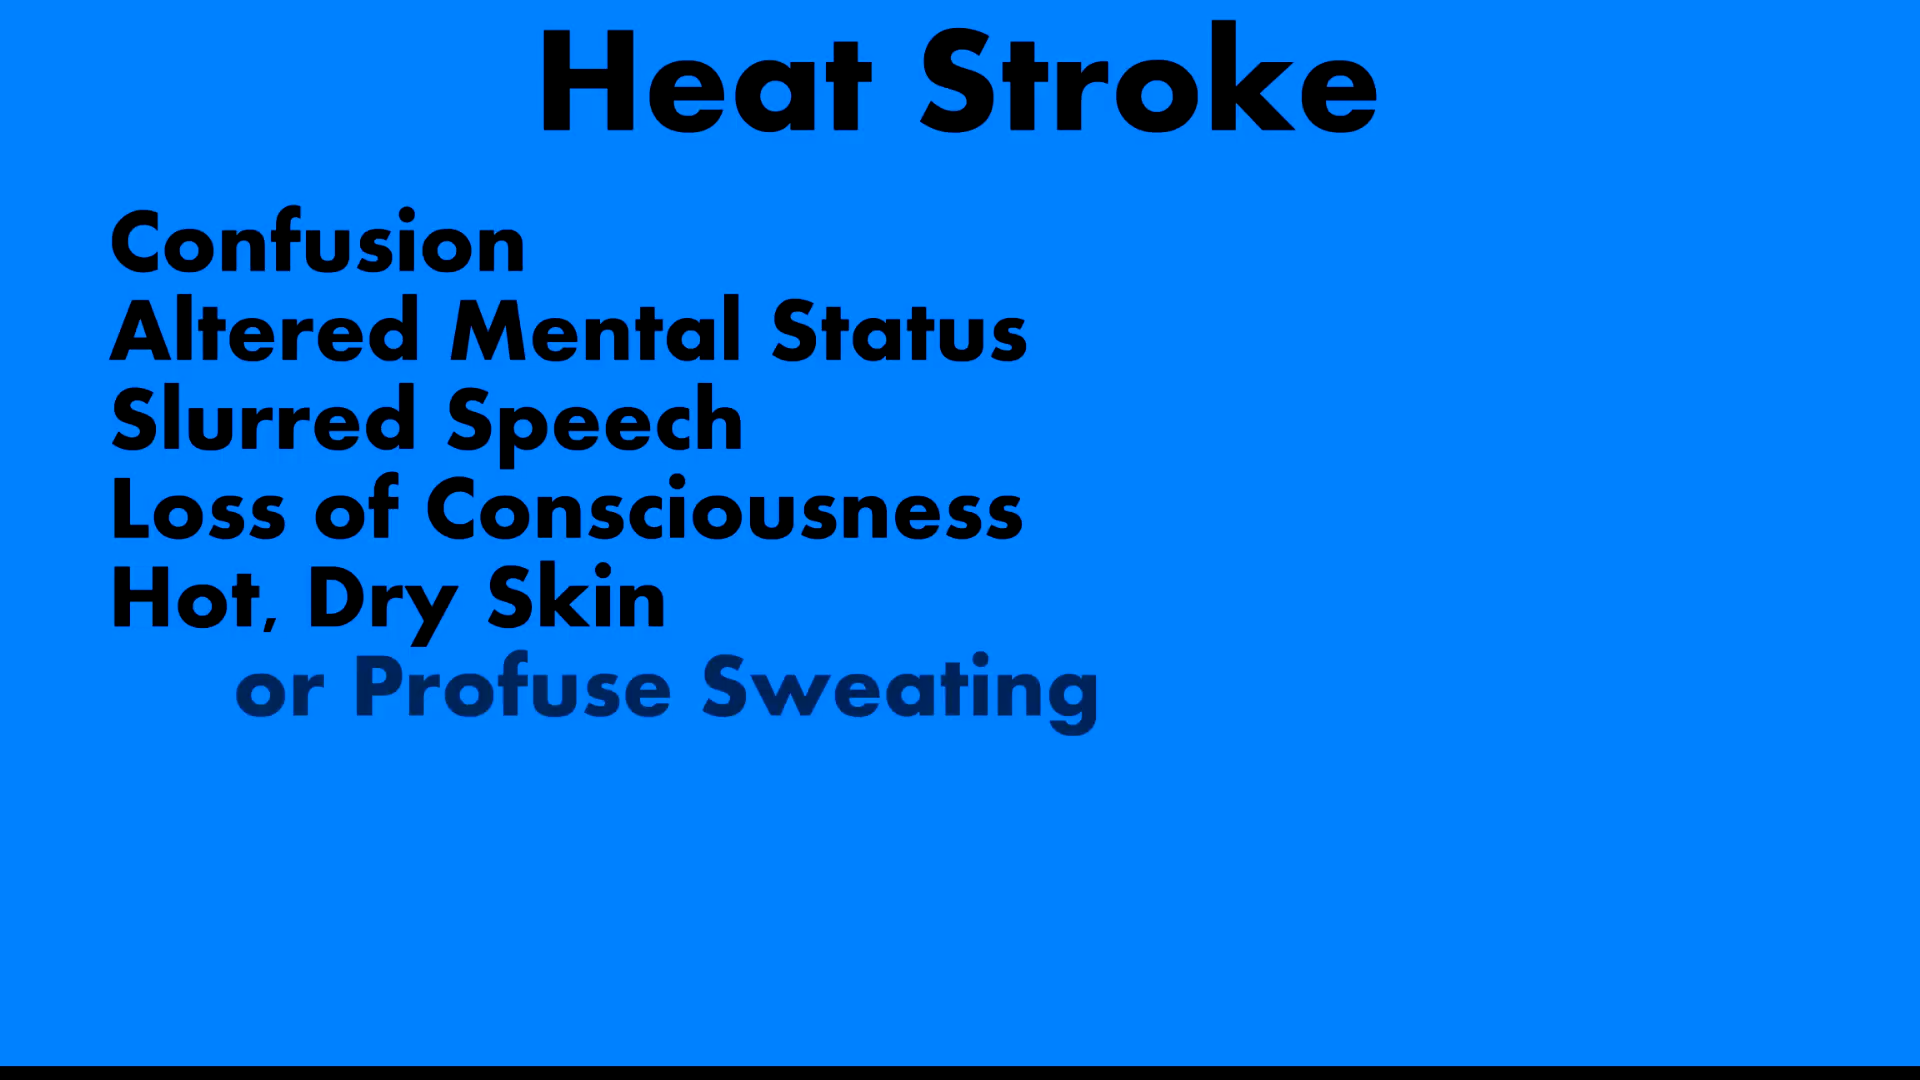 Heat Stroke
Confusion
Altered Mental Status
Slurred Speech
Loss of Consciousness
Hot, Dry Skin
or Profuse Sweating